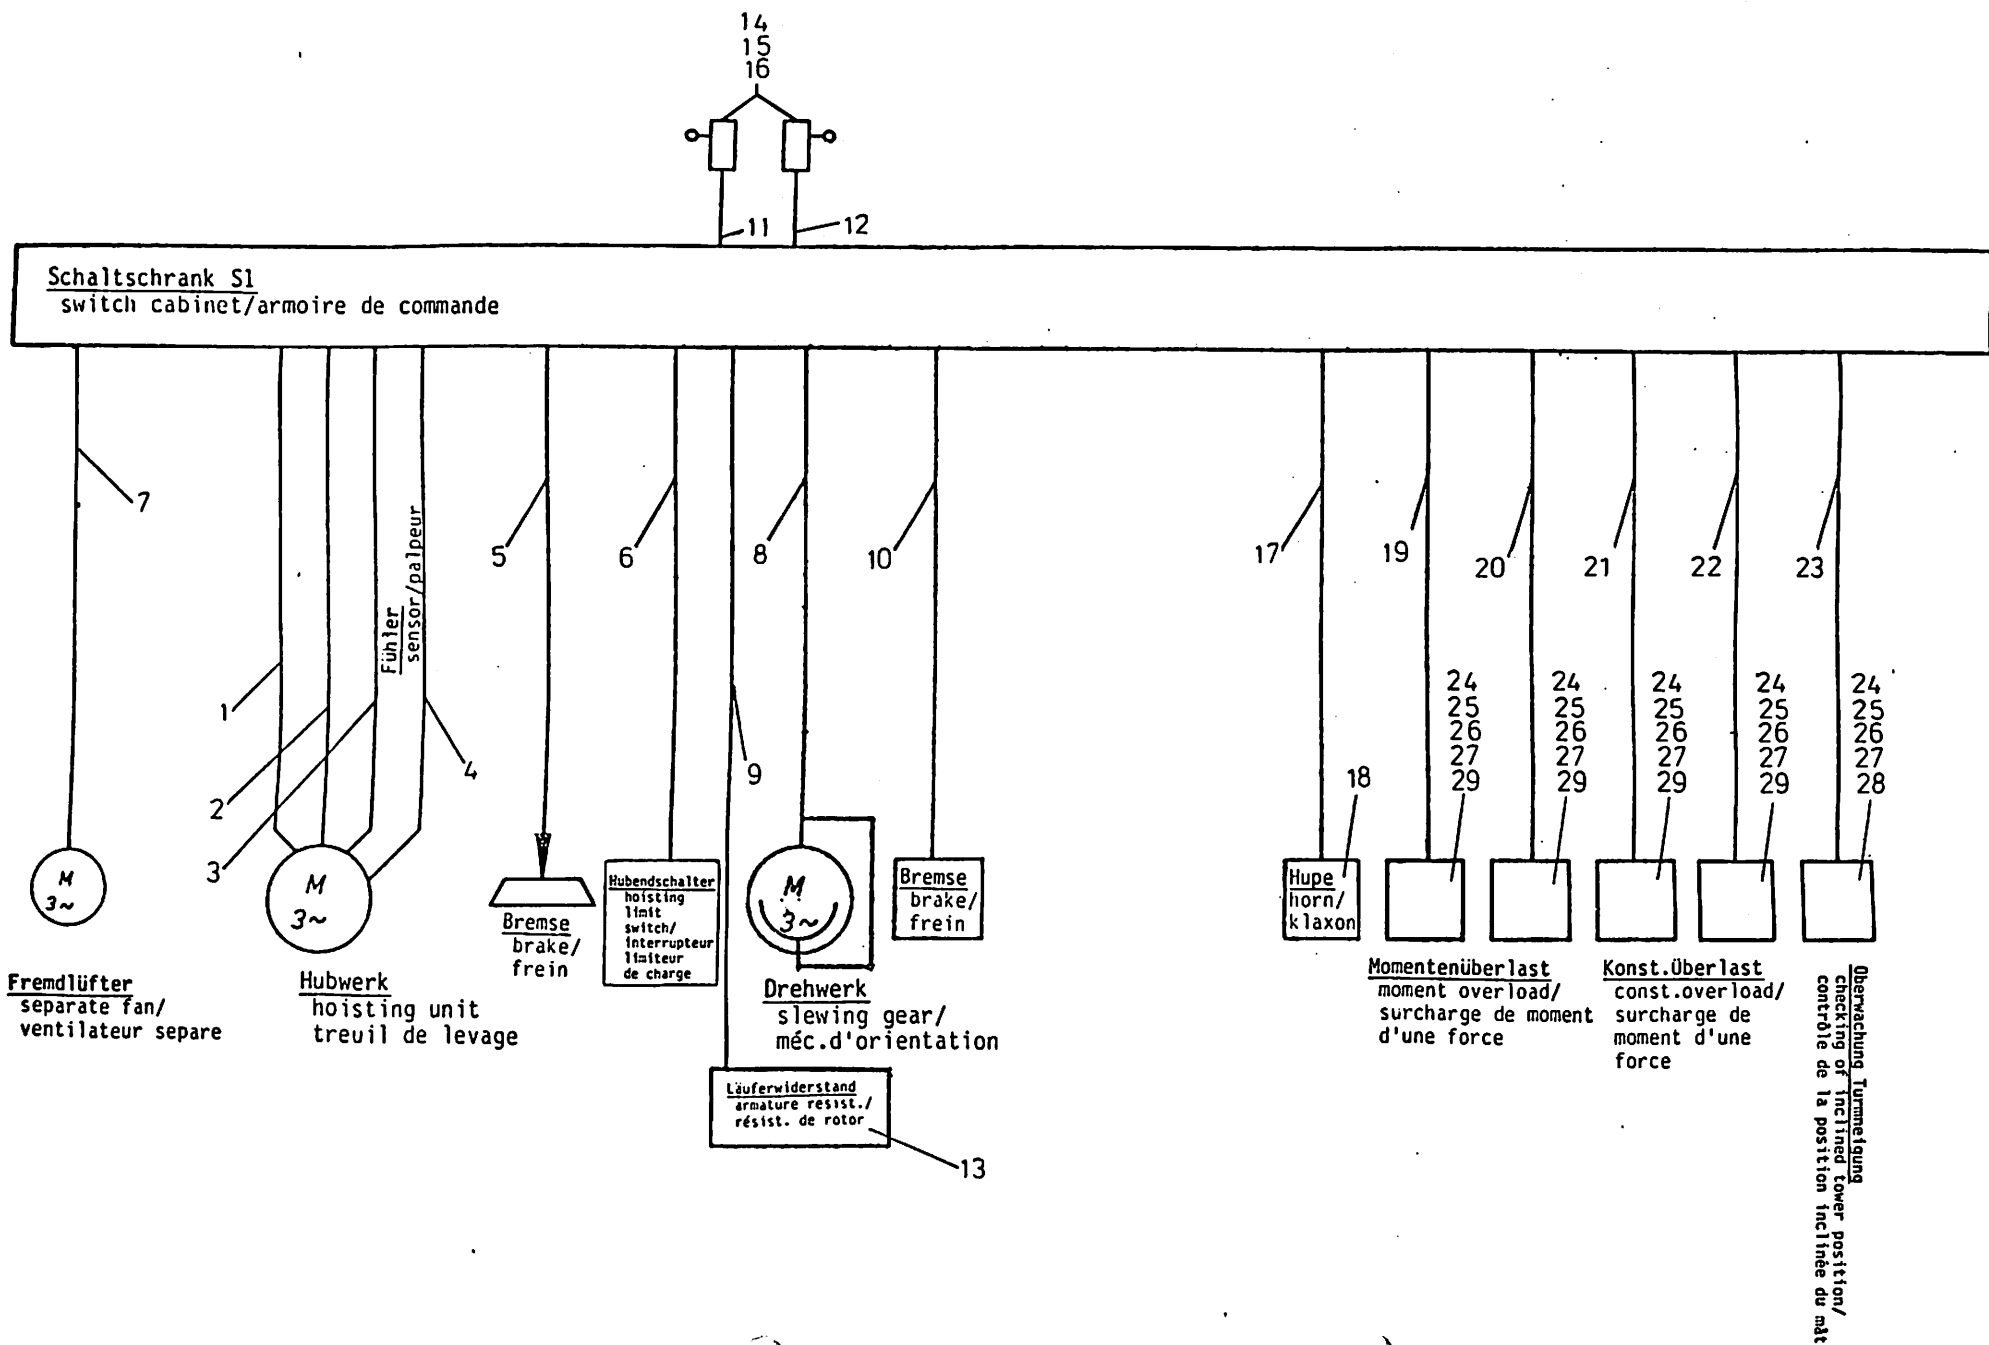 14
15
16
11
12
Schaltschrank S1
switch cabinet/armoire de commande
7
5
6
8
10
17
19
20
21
22
23
Fühler
sensor/palpeur
1
2
3
4
9
24
25
26
27
29
24
25
26
27
29
24
25
26
27
29
24
25
26
27
29
24
25
26
27
28
18
M
3~
Fremdlüfter
separate fan/
ventilateur separe
M
3~
Hubwerk
hoisting unit
treuil de levage
Bremse
brake/
frein
Hubendschalter
hoisting
limit
switch/
interrupteur
limiteur
de charge
M
3~
Drehwerk
slewing gear/
méc.d'orientation
Bremse
brake/
frein
Läuferwiderstand
armature resist./
résist. de rotor
13
Hupe
horn/
klaxon
Momentenüberlast
moment overload/
surcharge de moment
d'une force
Konst.Überlast
const.overload/
surcharge de
moment d'une
force
Überwachung Turmneigung
checking of inclined tower position/
contrôle de la position inclinée du mât